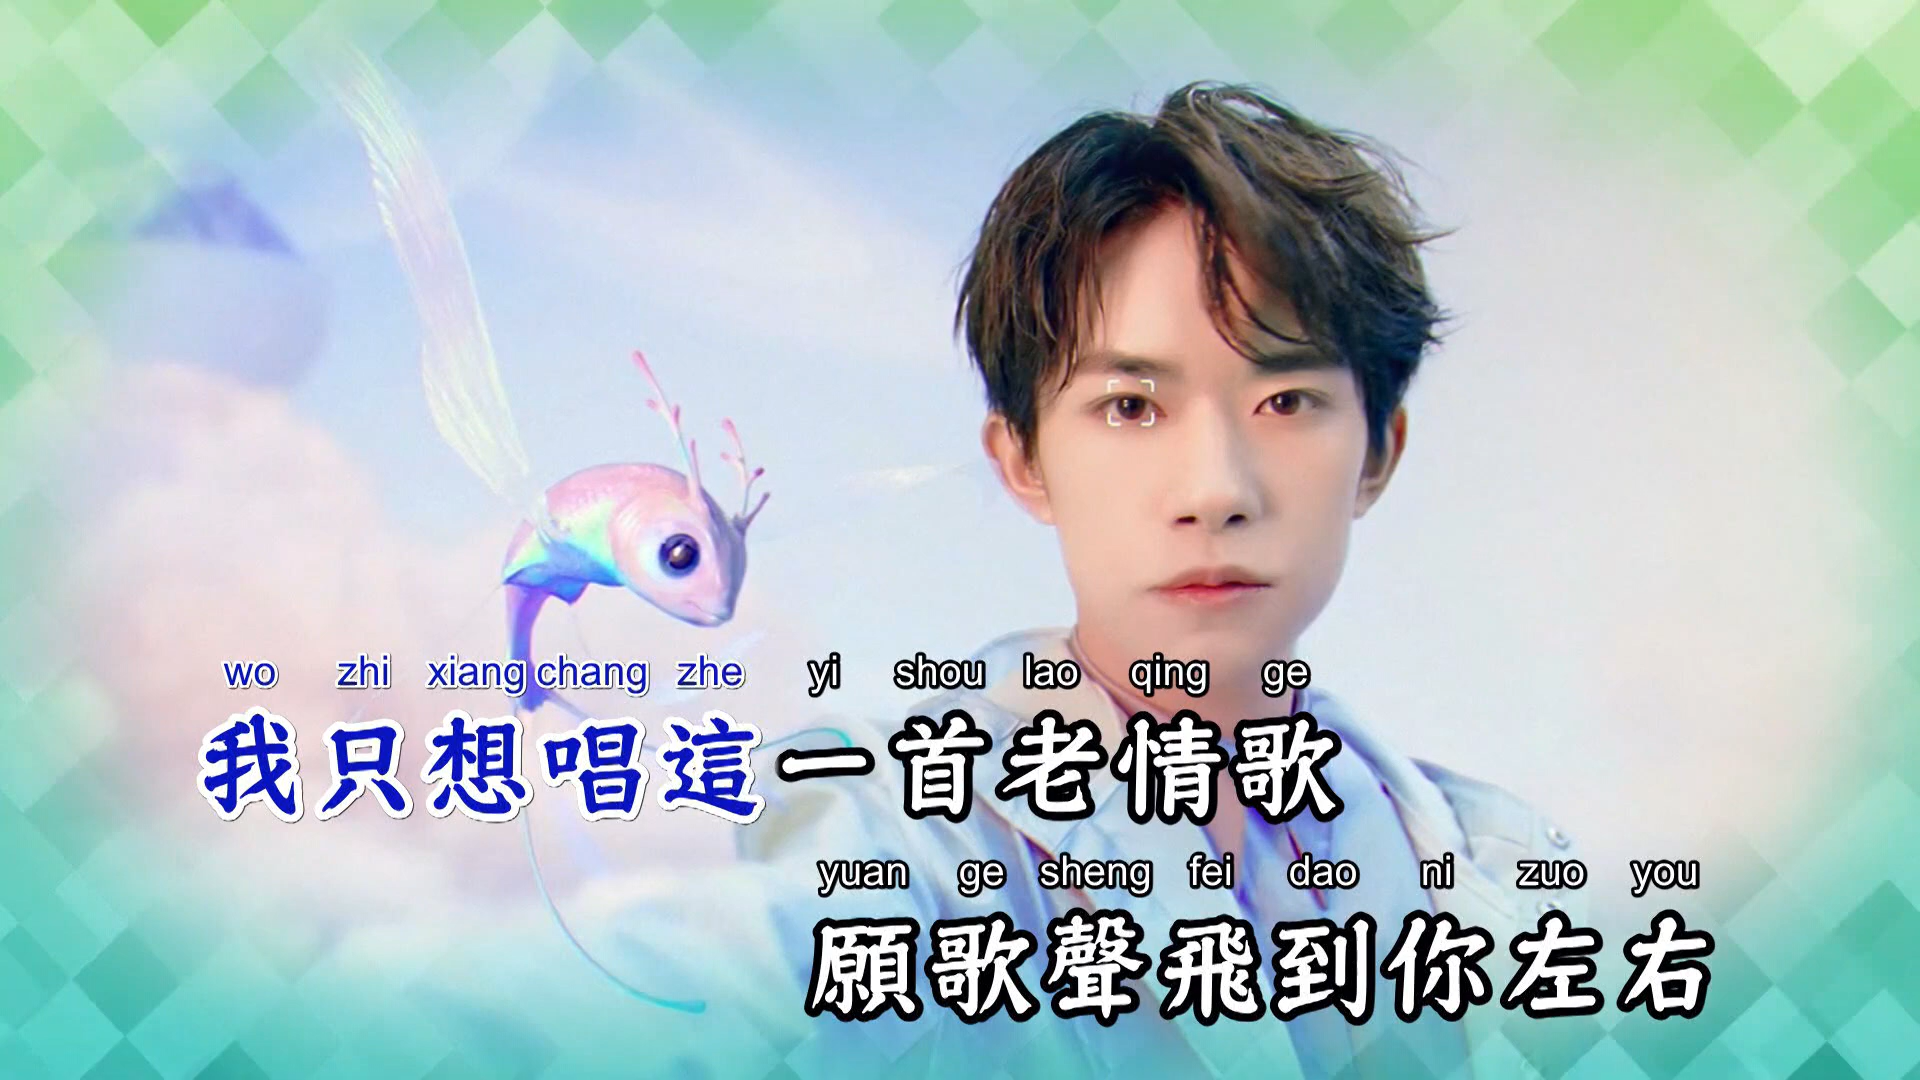 wo zhi xiang chang zhe yi shou lao qing ge
我只想唱這一首老情歌
yuan ge sheng fei dao ni zuo you
願歌聲飛到你左右